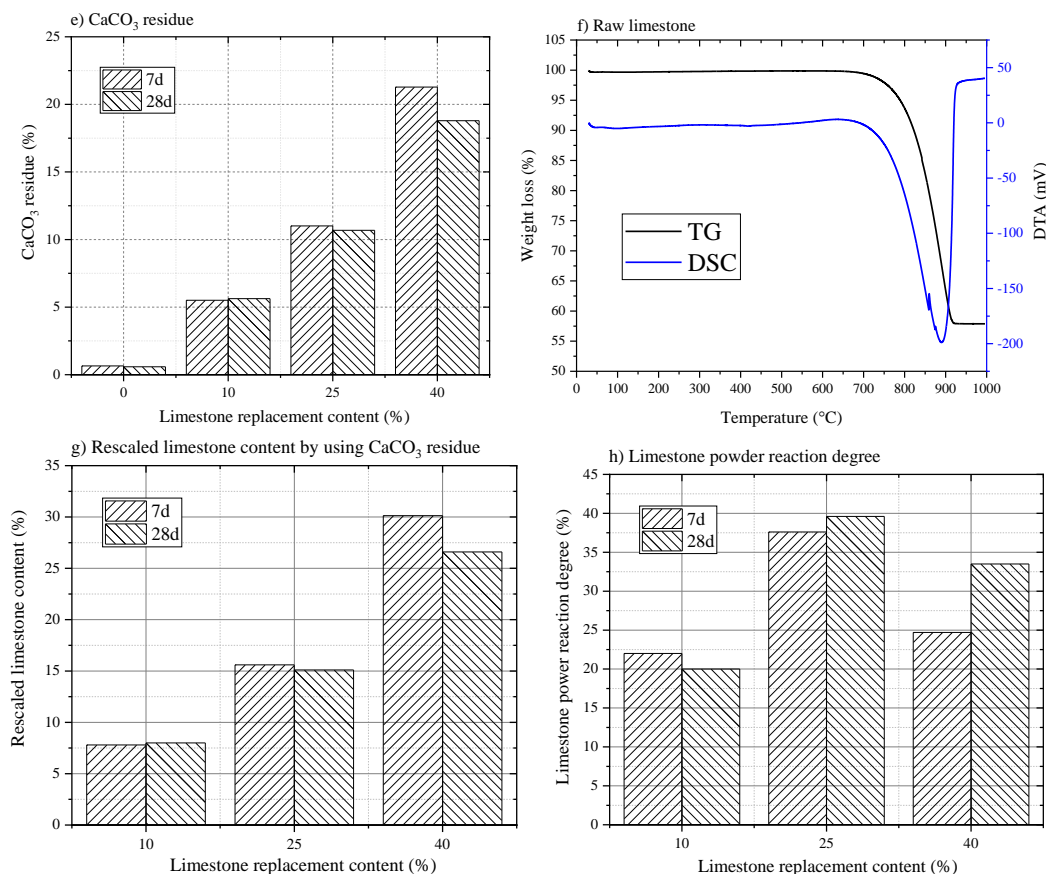 e) CaCO₃ residue
25
20
15
10
5
0
CaCO₃ residue (%)
7d
28d
0
10
25
40
Limestone replacement content (%)
f) Raw limestone
105
100
95
90
85
80
75
70
65
60
55
50
Weight loss (%)
50
0
-50
-100
-150
-200
DTA (mV)
TG
DSC
0 100 200 300 400 500 600 700 800 900 1000
Temperature (°C)
g) Rescaled limestone content by using CaCO₃ residue
35
30
25
20
15
10
5
0
Rescaled limestone content (%)
7d
28d
10
25
40
Limestone replacement content (%)
h) Limestone powder reaction degree
45
40
35
30
25
20
15
10
5
0
Limestone power reaction degree (%)
7d
28d
10
25
40
Limestone replacement content (%)